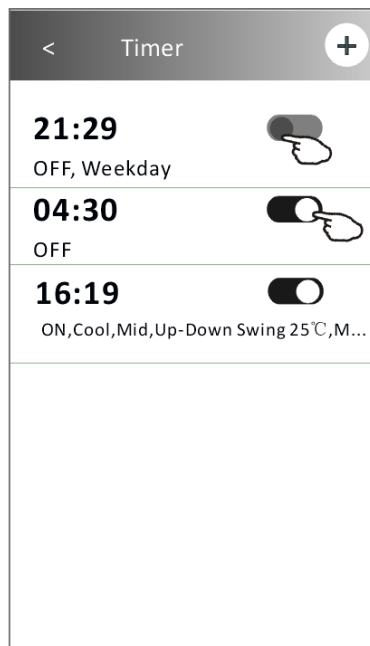 < Timer +
21:29
OFF, Weekday
04:30
OFF
16:19
ON,Cool,Mid,Up-Down Swing 25℃,M...